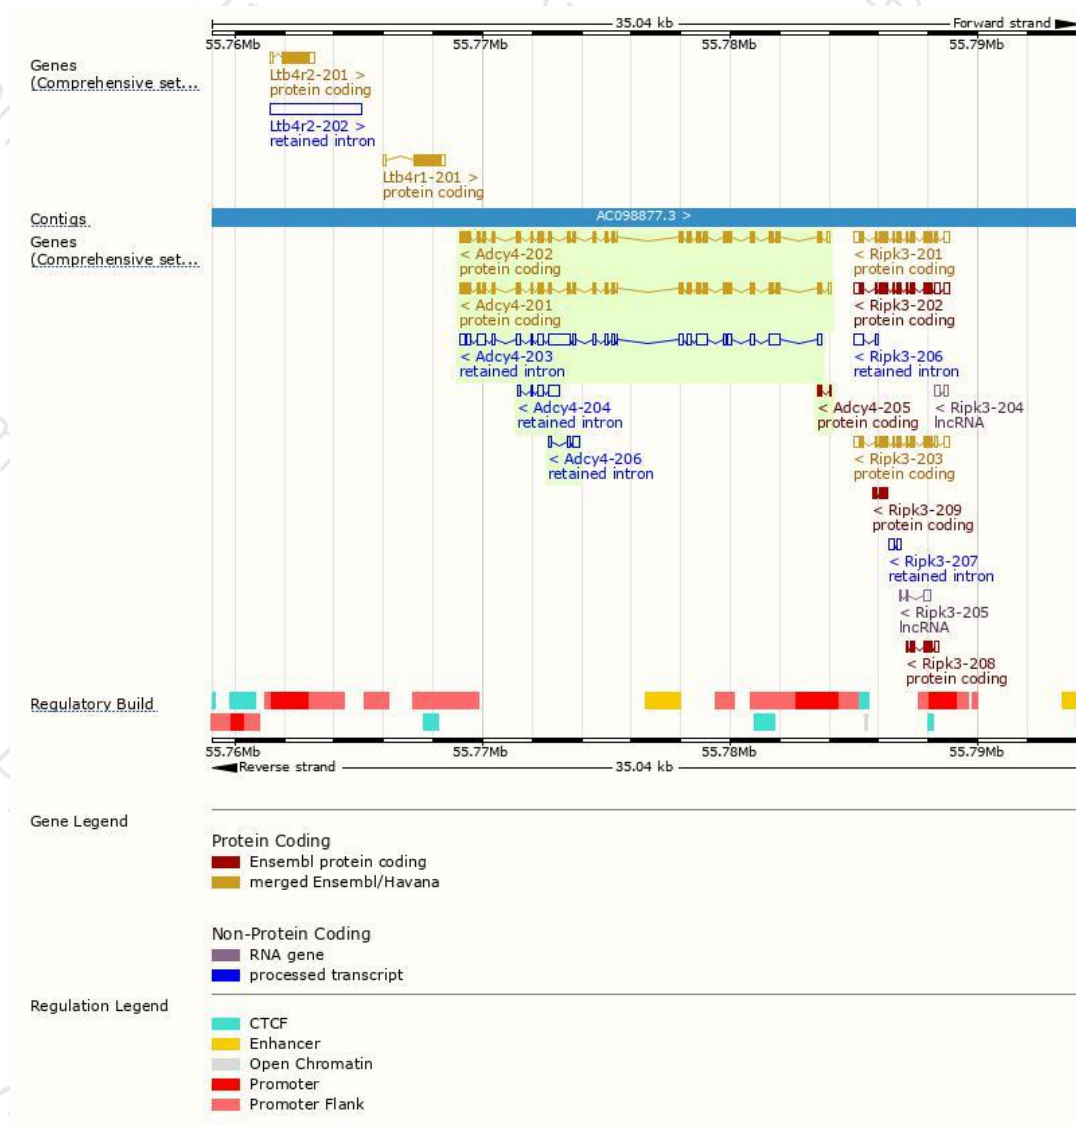 35.04 kb
Forward strand
55.76Mb 55.77Mb 55.78Mb 55.79Mb
Genes
(Comprehensive set...
Ltb4r2-201 >
protein coding
Ltb4r2-202 >
retained intron
Ltb4r1-201 >
protein coding
Contigs
AC098877.3 >
Genes
(Comprehensive set...
< Adcy4-202
protein coding
< Ripk3-201
protein coding
< Adcy4-201
protein coding
< Ripk3-202
protein coding
< Adcy4-203
retained intron
< Ripk3-206
retained intron
< Adcy4-204
retained intron
< Adcy4-205
protein coding
< Ripk3-204
lncRNA
< Adcy4-206
retained intron
< Ripk3-203
protein coding
< Ripk3-209
protein coding
< Ripk3-207
retained intron
< Ripk3-205
lncRNA
< Ripk3-208
protein coding
Regulatory Build
55.76Mb 55.77Mb 55.78Mb 55.79Mb
Reverse strand
35.04 kb
Gene Legend
Protein Coding
Ensembl protein coding
merged Ensembl/Havana
Non-Protein Coding
RNA gene
processed transcript
Regulation Legend
CTCF
Enhancer
Open Chromatin
Promoter
Promoter Flank